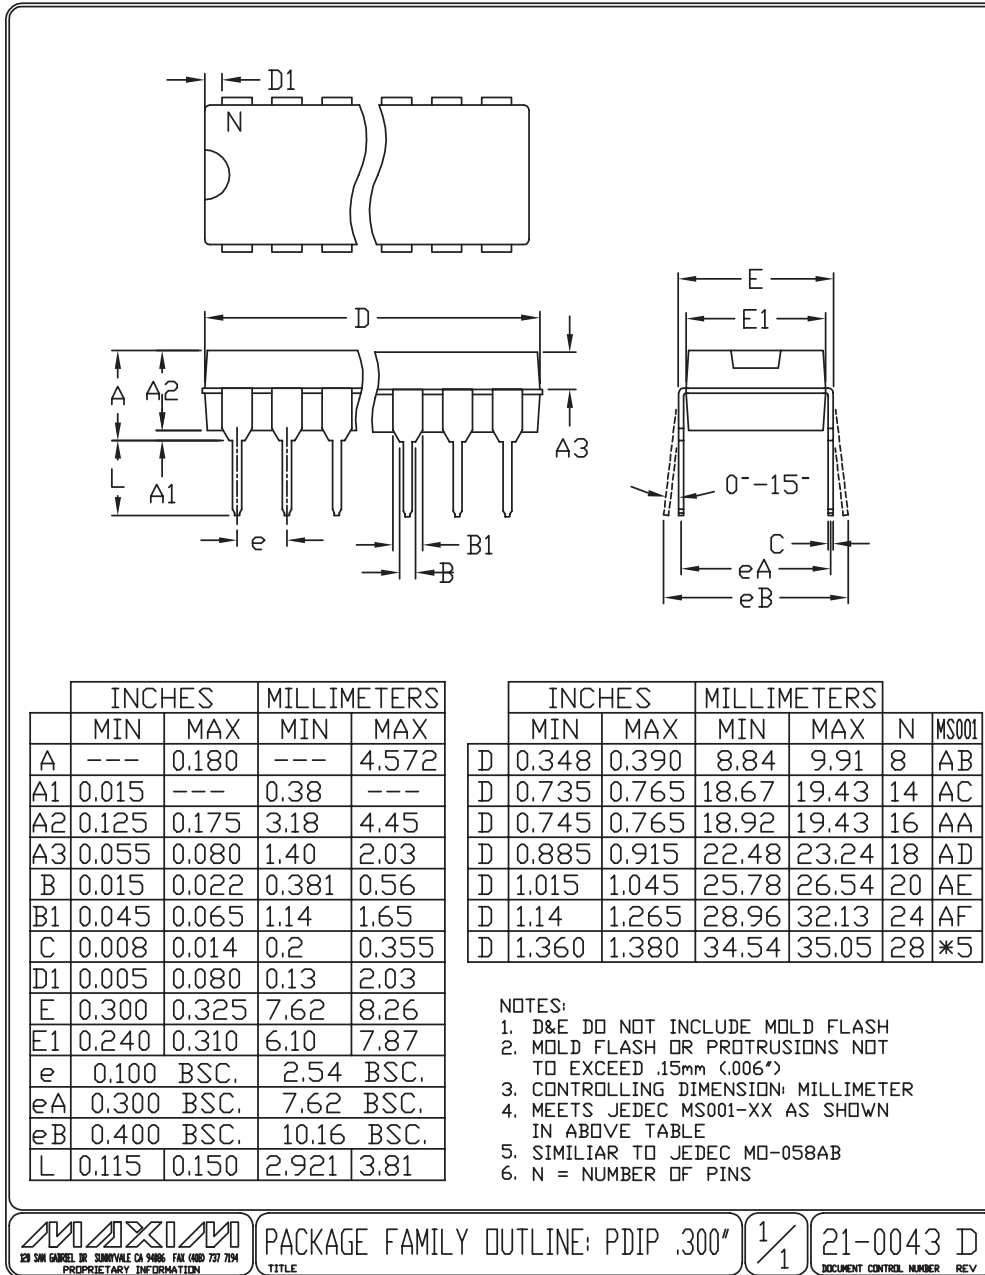 D1
N
E
D
E1
A
A2
A3
L
A1
0°-15°
e
B1
C
B
eA
eB
INCHES MILLIMETERS
MIN MAX MIN MAX
A --- 0.180 --- 4.572
A1 0.015 --- 0.38 ---
A2 0.125 0.175 3.18 4.45
A3 0.055 0.080 1.40 2.03
B 0.015 0.022 0.381 0.56
B1 0.045 0.065 1.14 1.65
C 0.008 0.014 0.2 0.355
D1 0.005 0.080 0.13 2.03
E 0.300 0.325 7.62 8.26
E1 0.240 0.310 6.10 7.87
e 0.100 BSC. 2.54 BSC.
eA 0.300 BSC. 7.62 BSC.
eB 0.400 BSC. 10.16 BSC.
L 0.115 0.150 2.921 3.81
INCHES MILLIMETERS
MIN MAX MIN MAX N MS001
D 0.348 0.390 8.84 9.91 8 AB
D 0.735 0.765 18.67 19.43 14 AC
D 0.745 0.765 18.92 19.43 16 AA
D 0.885 0.915 22.48 23.24 18 AD
D 1.015 1.045 25.78 26.54 20 AE
D 1.14 1.265 28.96 32.13 24 AF
D 1.360 1.380 34.54 35.05 28 *5
NOTES:
1. D&E DO NOT INCLUDE MOLD FLASH
2. MOLD FLASH OR PROTRUSIONS NOT
TO EXCEED .15mm (.006")
3. CONTROLLING DIMENSION: MILLIMETER
4. MEETS JEDEC MS001-XX AS SHOWN
IN ABOVE TABLE
5. SIMILIAR TO JEDEC MO-058AB
6. N = NUMBER OF PINS
MAXIM
120 SAN GABRIEL DR SUNNYVALE CA 94086 FAX (408) 737 7194
PROPRIETARY INFORMATION
PACKAGE FAMILY OUTLINE: PDIP .300"
TITLE
1/1
21-0043 D
DOCUMENT CONTROL NUMBER REV